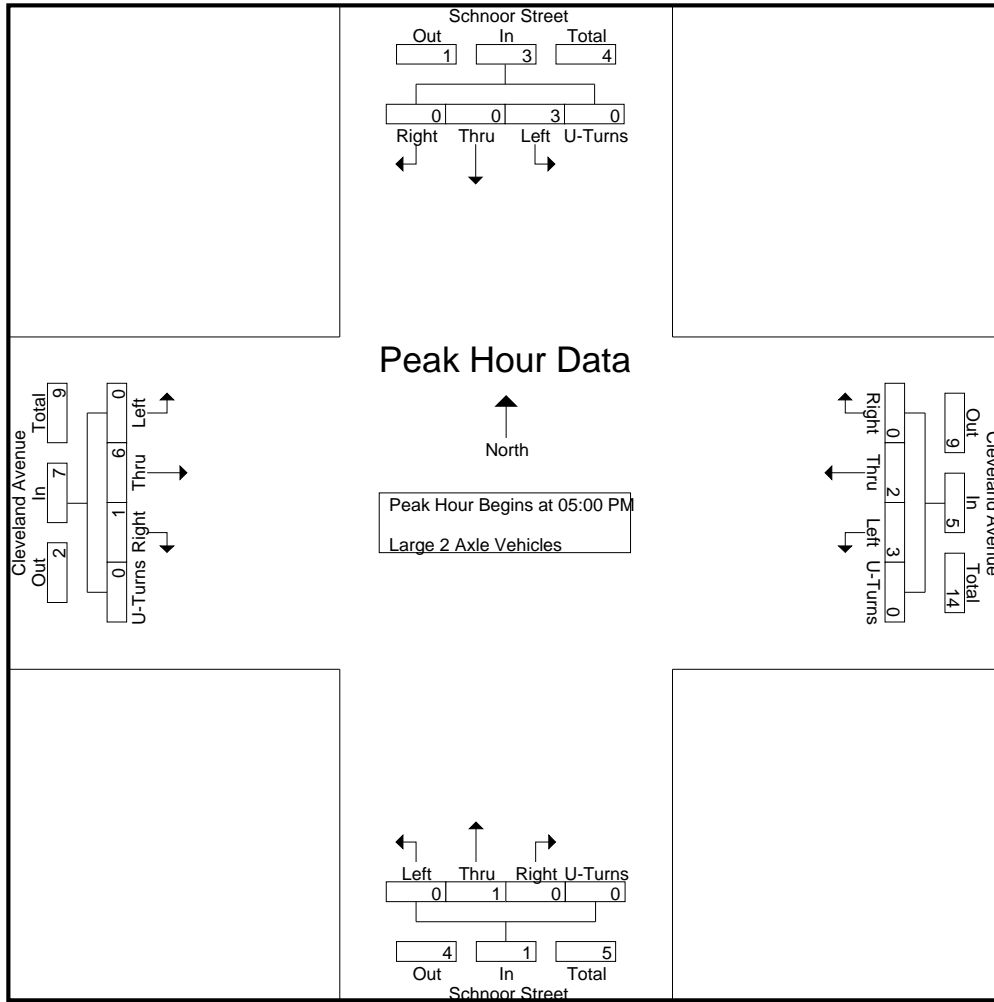 Schnoor Street
Out In Total
1 3 4
0 0 3 0
Right Thru Left U-Turns
Peak Hour Data
North
Peak Hour Begins at 05:00 PM
Large 2 Axle Vehicles
Cleveland Avenue
Total In Out
9 7 2
0 6 1 0
Left Thru Right U-Turns
Cleveland Avenue
Out In Total
9 5 14
0 2 3 0
Right Thru Left U-Turns
Left Thru Right U-Turns
0 1 0 0
4 1 5
Out In Total
Schnoor Street